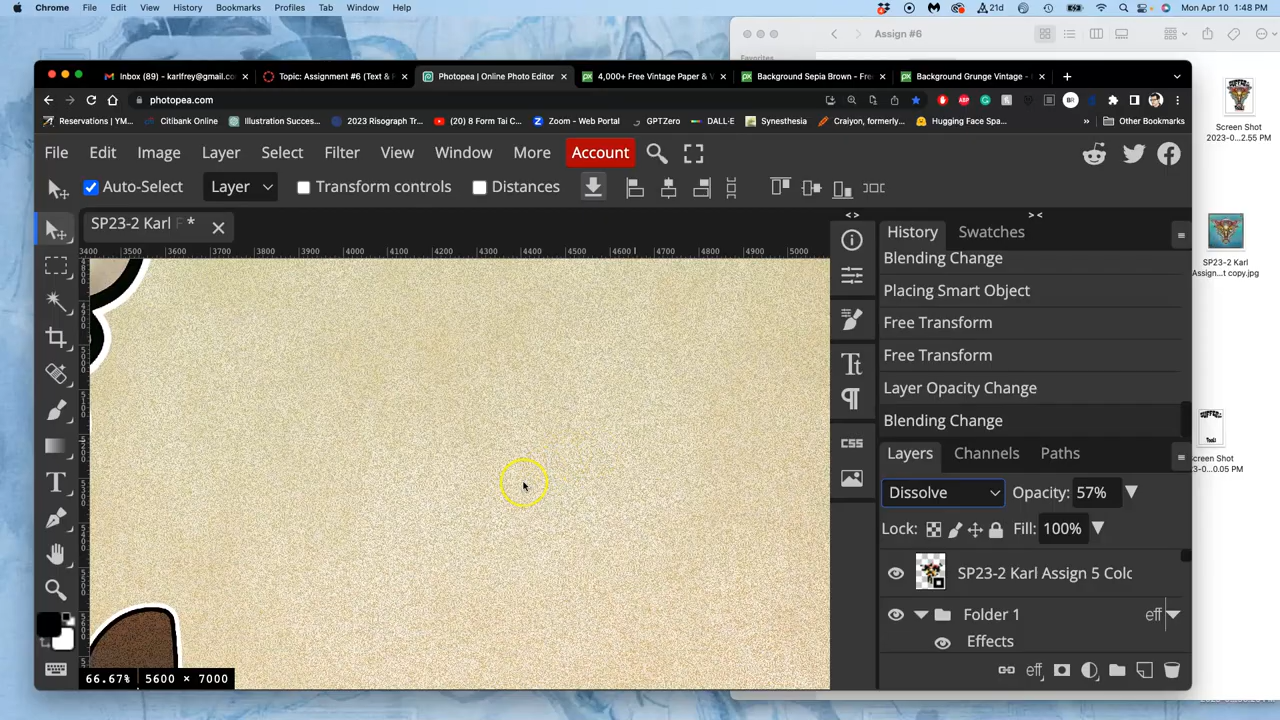 Chrome File Edit View History Bookmarks Profiles Tab Window Help 21d Mon Apr 10 1:48 PM
Assign #6
Favorites
Inbox (89) - karlfrey@gmail.co Topic: Assignment #6 (Text & F Photopea | Online Photo Editor 4,000+ Free Vintage Paper & V Background Sepia Brown - Free Background Grunge Vintage -
photopea.com
Reservations | YM... Citibank Online Illustration Succes... 2023 Risograph Tri... (20) 8 Form Tai C... Zoom - Web Portal GPTZero DALL-E Synesthesia Craiyon, formerly... Hugging Face Spa... » Other Bookmarks
File Edit Image Layer Select Filter View Window More Account
Auto-Select Layer Transform controls Distances
SP23-2 Karl F *
3400 3500 3600 3700 3800 3900 4000 4100 4200 4300 4400 4500 4600 4700 4800 4900 5000
History Swatches
Blending Change
Placing Smart Object
Free Transform
Free Transform
Layer Opacity Change
Blending Change
CSS
Layers Channels Paths
Dissolve Opacity: 57%
Lock: Fill: 100%
SP23-2 Karl Assign 5 Colo
Folder 1 eff
Effects
eff
66.67% 5600 × 7000
Screen Shot
2023-0...2.55 PM
SP23-2 Karl
Assign...t copy.jpg
creen Shot
3-0...0.05 PM